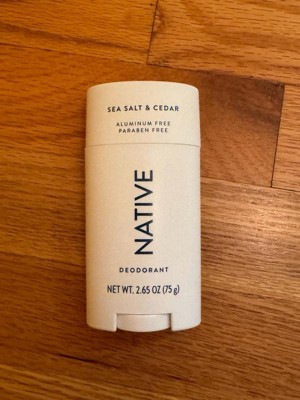 SEA SALT & CEDAR
ALUMINUM FREE
PARABEN FREE
NATIVE
DEODORANT
NET WT. 2.65 OZ (75 g)